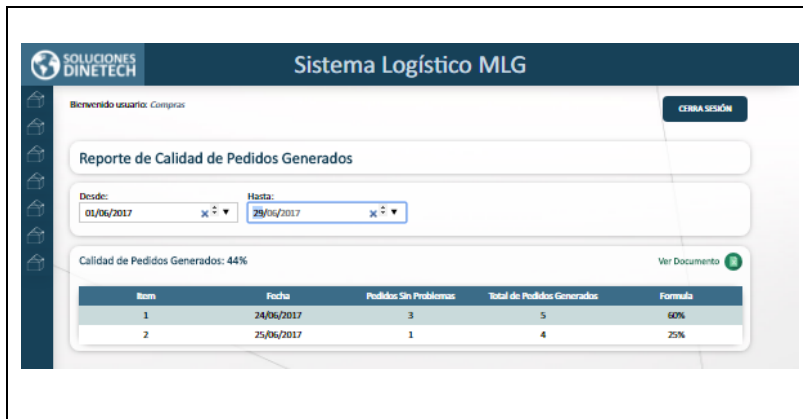 SOLUCIONES
DINETECH
Sistema Logístico MLG
Bienvenido usuario: Compras
CERRA SESIÓN
Reporte de Calidad de Pedidos Generados
Desde: Hasta:
01/06/2017 29/06/2017
Calidad de Pedidos Generados: 44% Ver Documento
Item Fecha Pedidos Sin Problemas Total de Pedidos Generados Formula
1 24/06/2017 3 5 60%
2 25/06/2017 1 4 25%